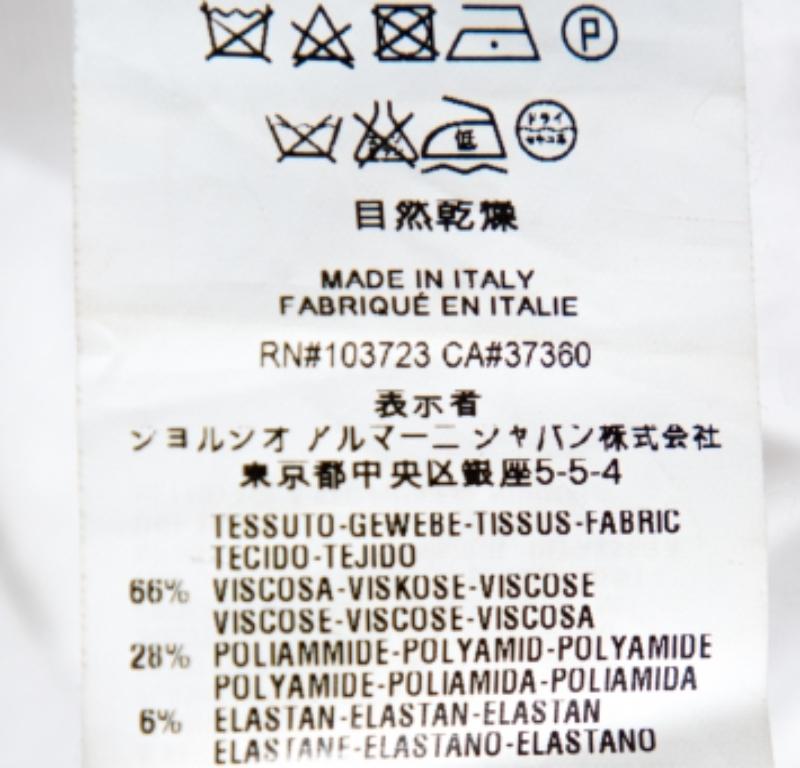 P
低 ドライ
自然乾燥
MADE IN ITALY
FABRIQUÉ EN ITALIE
RN#103723 CA#37360
表示者
ジョルジオ アルマーニ ジャパン株式会社
東京都中央区銀座5-5-4
TESSUTO-GEWEBE-TISSUS-FABRIC
TECIDO-TEJIDO
66% VISCOSA-VISKOSE-VISCOSE
VISCOSE-VISCOSE-VISCOSA
28% POLIAMMIDE-POLYAMID-POLYAMIDE
POLYAMIDE-POLIAMIDA-POLIAMIDA
6% ELASTAN-ELASTAN-ELASTAN
ELASTANE-ELASTANO-ELASTANO